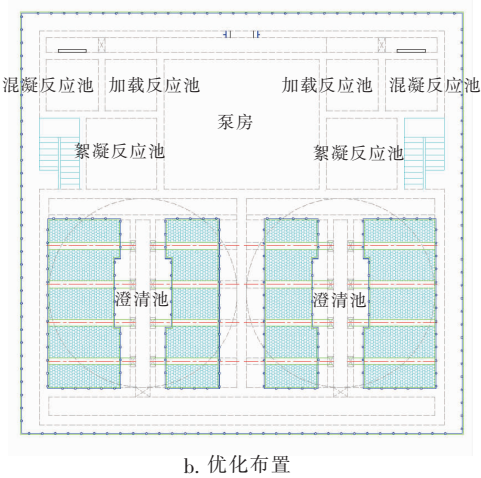 混凝反应池 加载反应池 加载反应池 混凝反应池
泵房
絮凝反应池 絮凝反应池
澄清池 澄清池
b. 优化布置